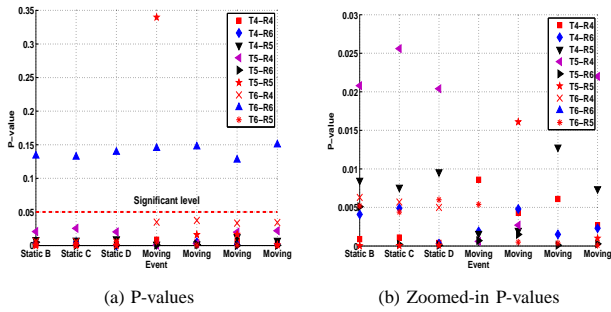 0.35
0.3
0.25
0.2
0.15
0.1
0.05
0
P-value
T4-R4
T4-R6
T4-R5
T5-R4
T5-R6
T5-R5
T6-R4
T6-R6
T6-R5
Significant level
Static B Static C Static D Moving Moving Moving Moving
Event
(a) P-values
0.03
0.025
0.02
0.015
0.01
0.005
0
P-value
T4-R4
T4-R6
T4-R5
T5-R4
T5-R6
T5-R5
T6-R4
T6-R6
T6-R5
Static B Static C Static D Moving Moving Moving Moving
Event
(b) Zoomed-in P-values